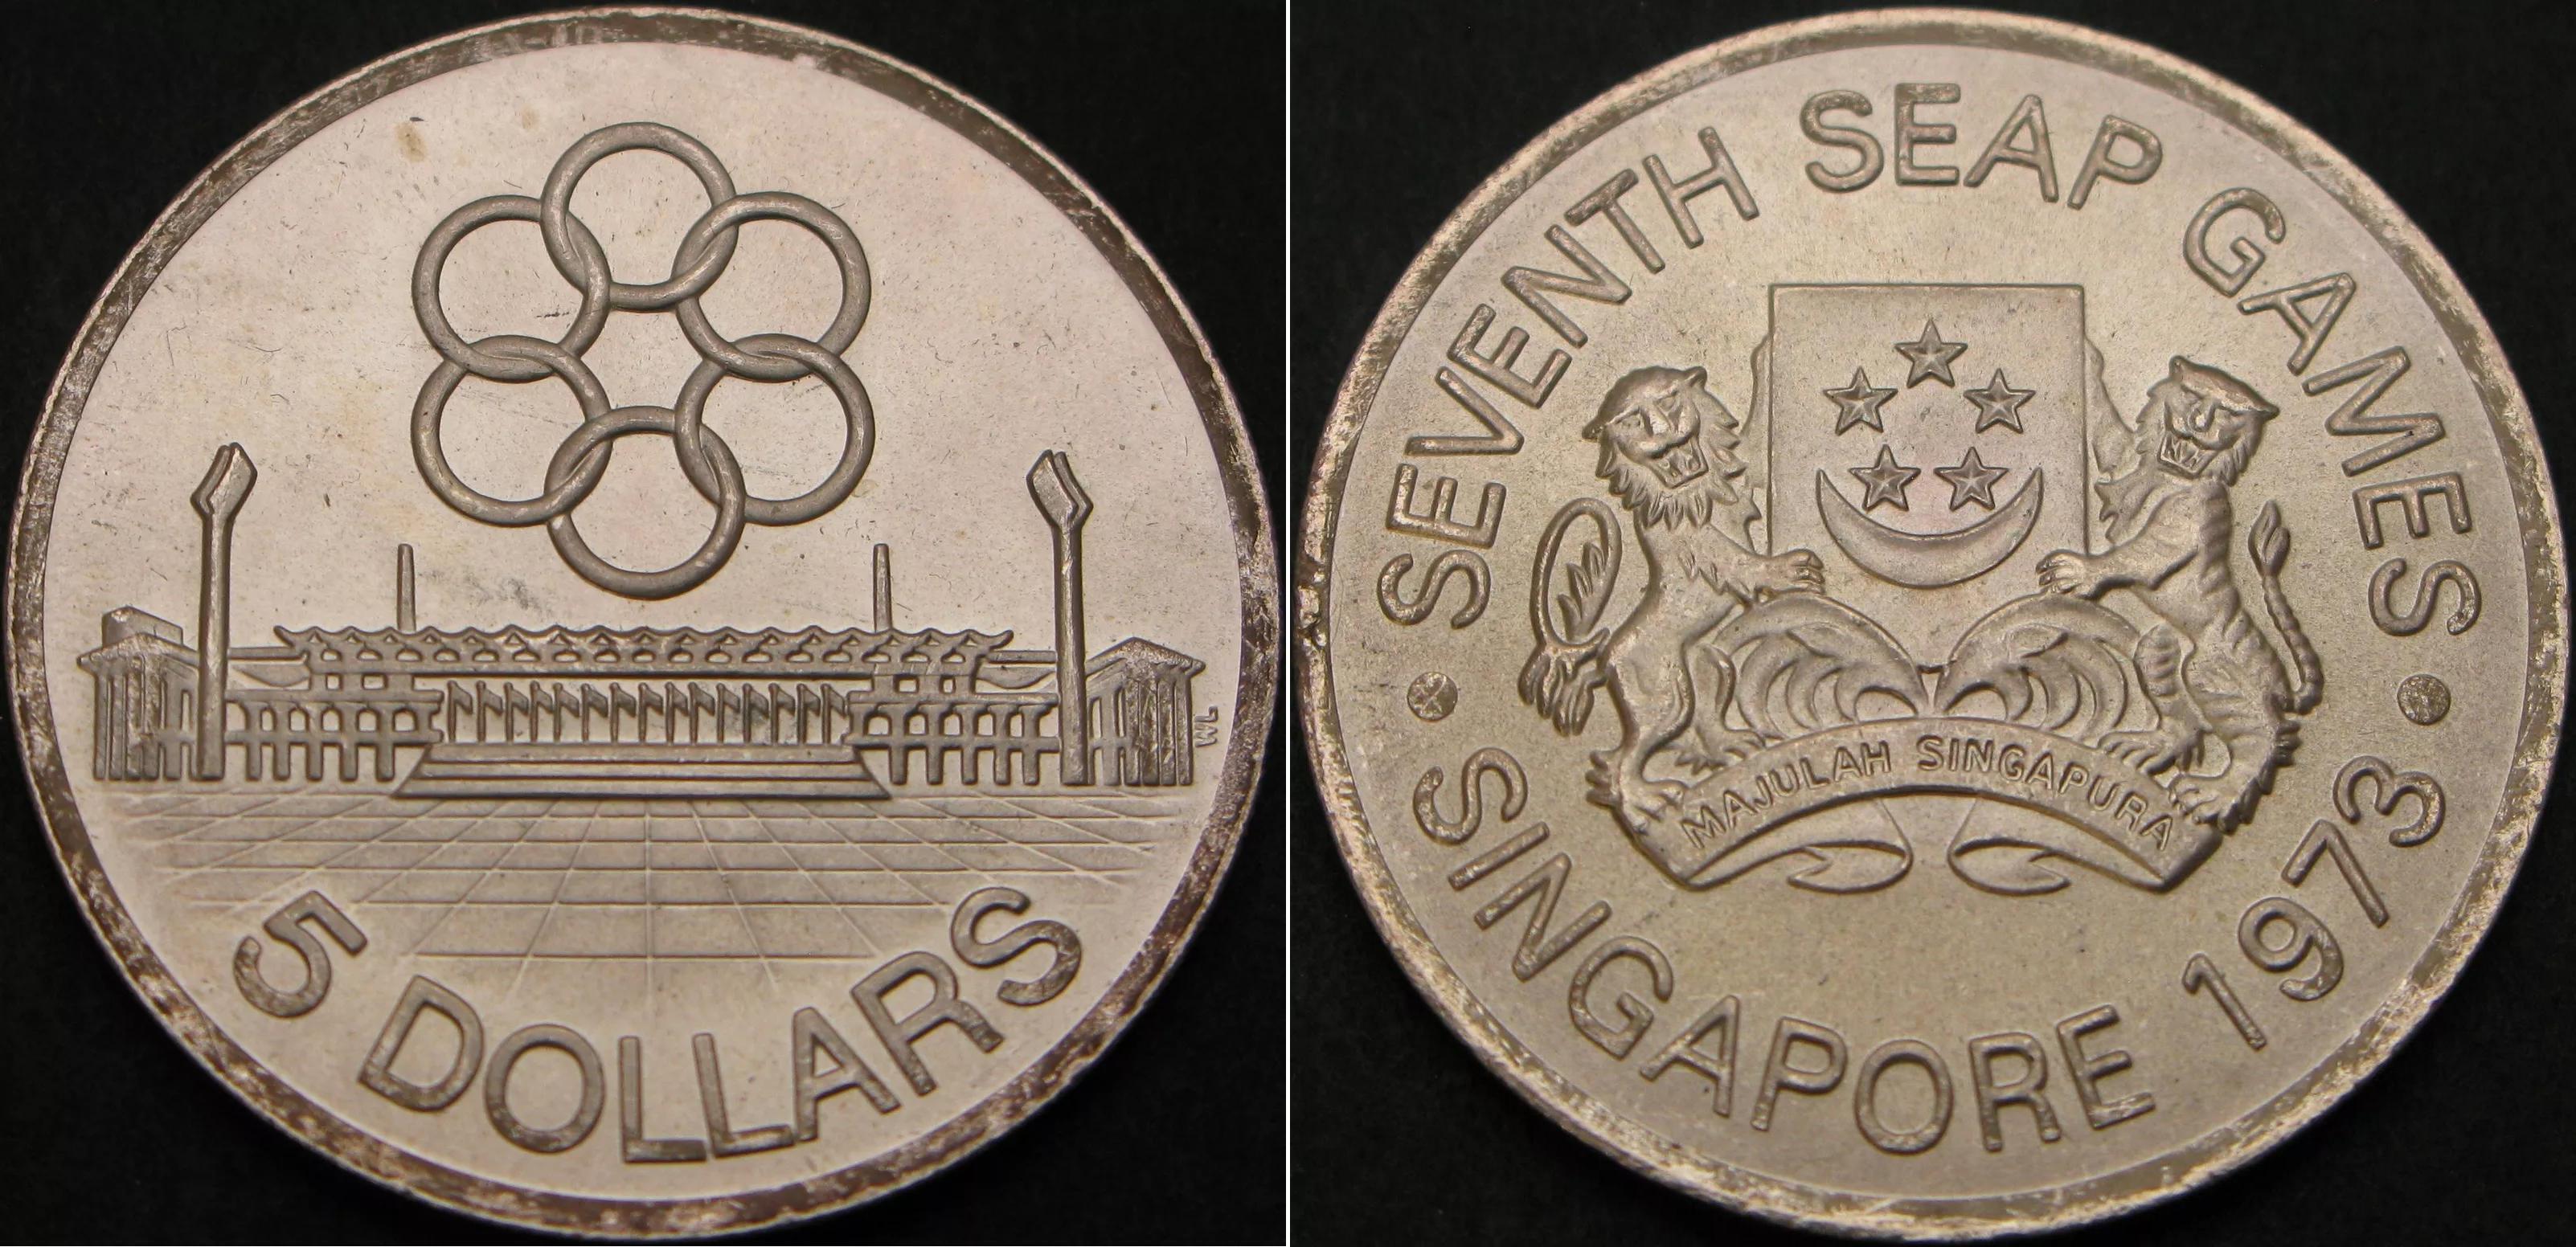 WL
5 DOLLARS
SEVENTH SEAP GAMES
MAJULAH SINGAPURA
• SINGAPORE 1973 •